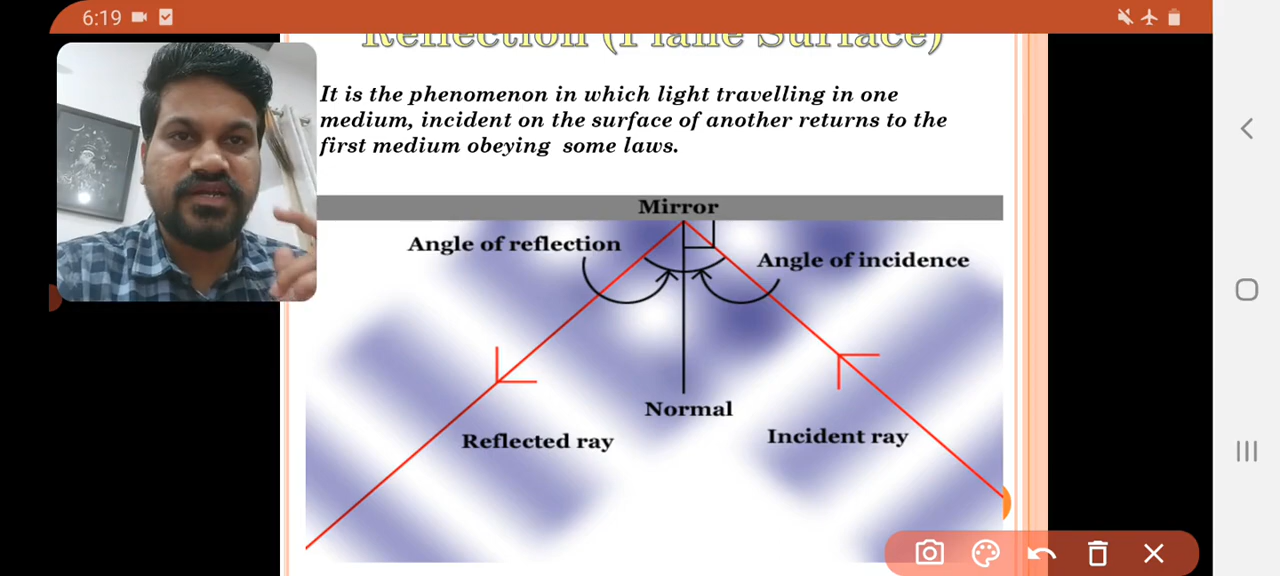 6:19
Reflection (Plane Surface)
It is the phenomenon in which light travelling in one
medium, incident on the surface of another returns to the
first medium obeying some laws.
Mirror
Angle of reflection
Angle of incidence
Normal
Reflected ray
Incident ray